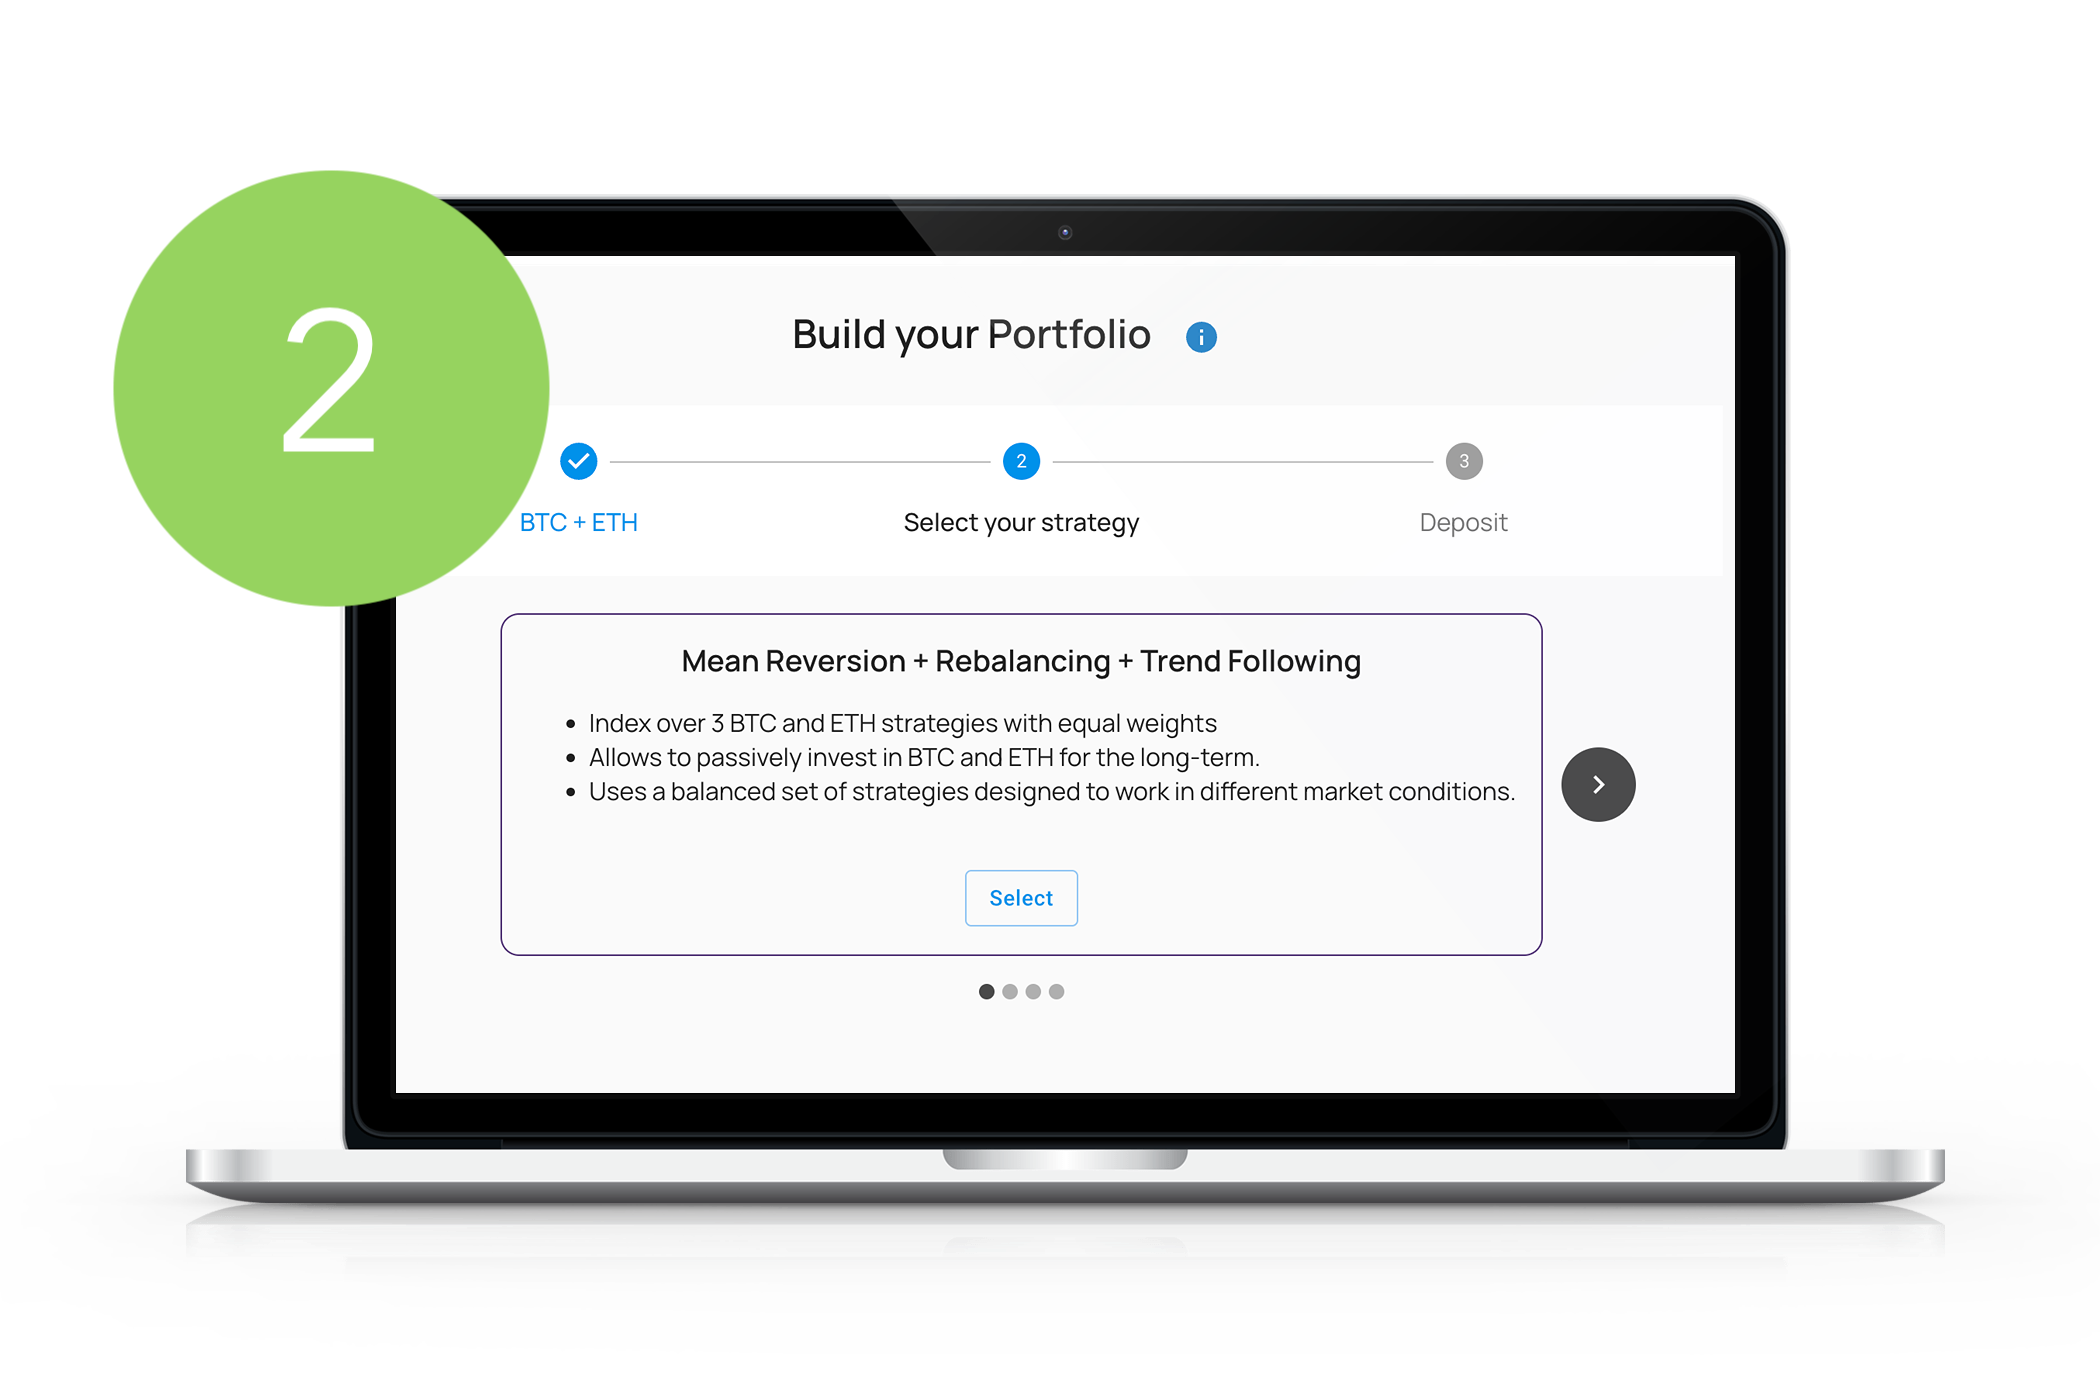 2
Build your Portfolio
2
3
BTC + ETH
Select your strategy
Deposit
Mean Reversion + Rebalancing + Trend Following
Index over 3 BTC and ETH strategies with equal weights
Allows to passively invest in BTC and ETH for the long-term.
Uses a balanced set of strategies designed to work in different market conditions.
Select